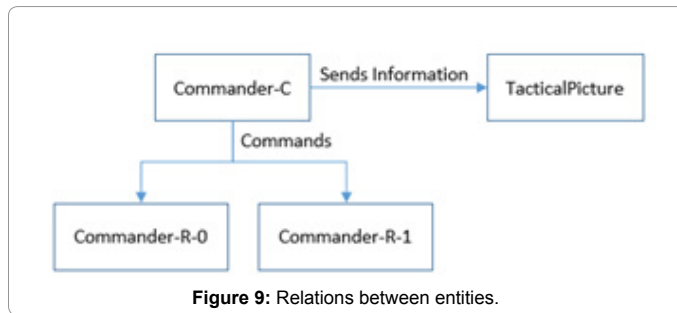 Sends Information
Commander-C
TacticalPicture
Commands
Commander-R-0
Commander-R-1
Figure 9: Relations between entities.